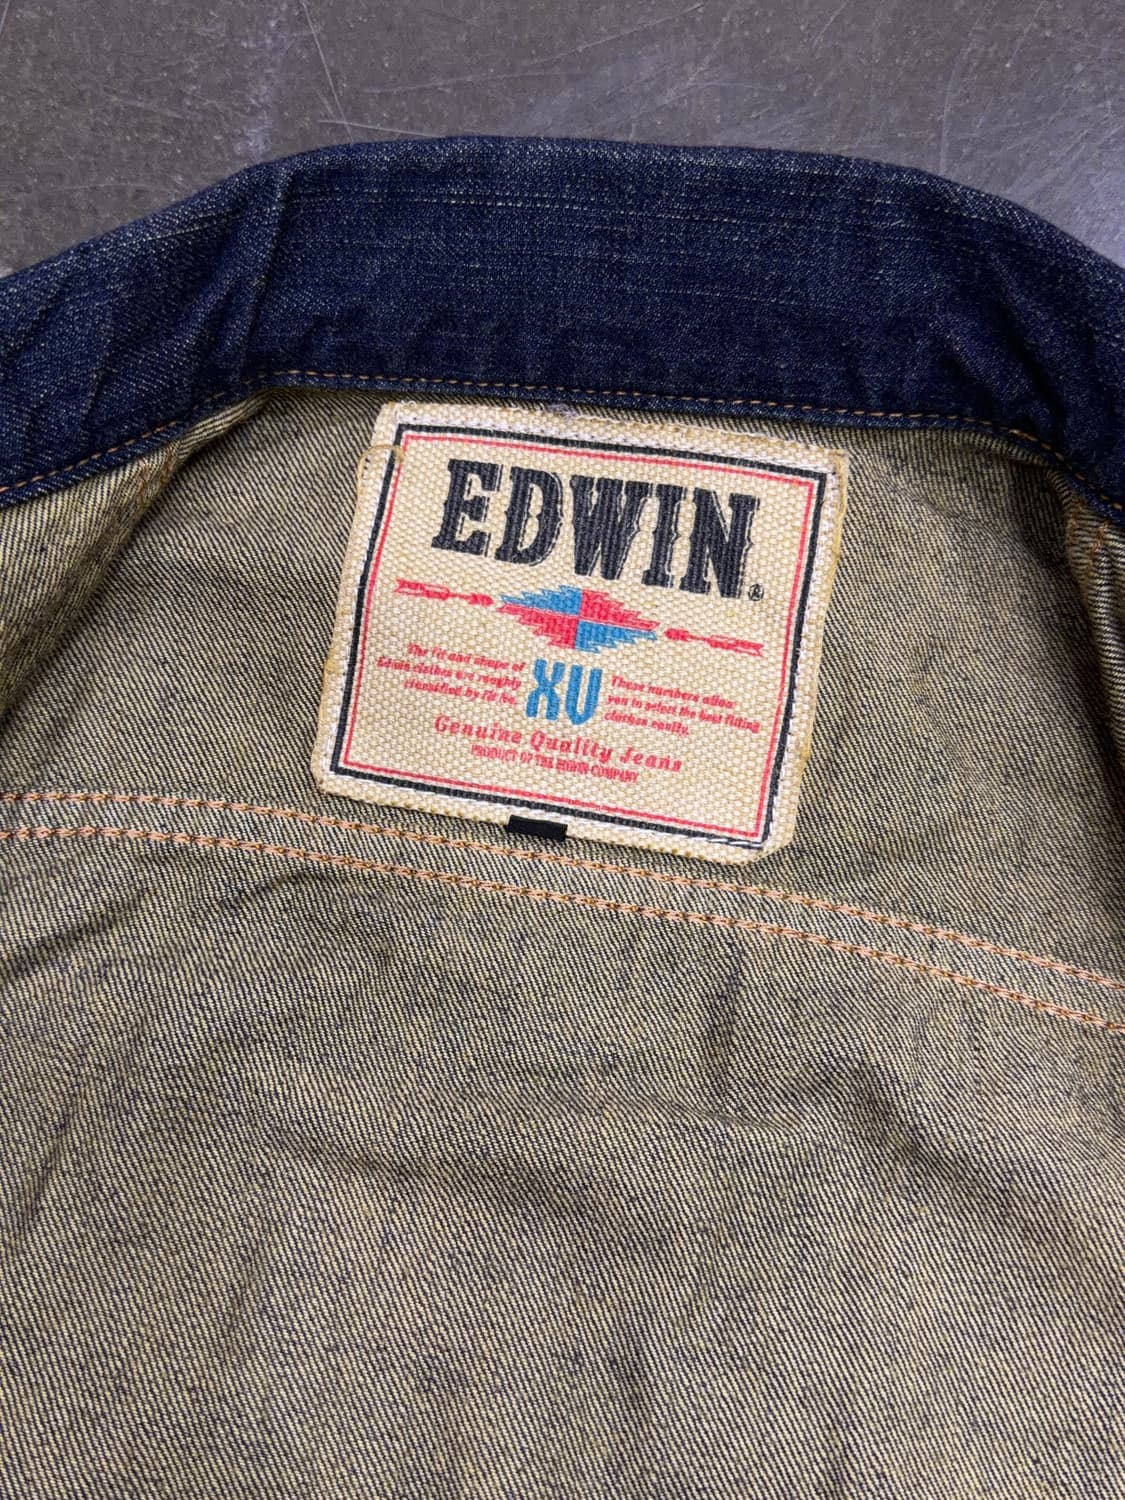 EDWIN®
The fit and shape of
Edwin clothes are roughly
classified by fit No.
XV
These numbers allow
you to select the best fitting
clothes easily.
Genuine Quality Jeans
PRODUCT OF THE EDWIN COMPANY